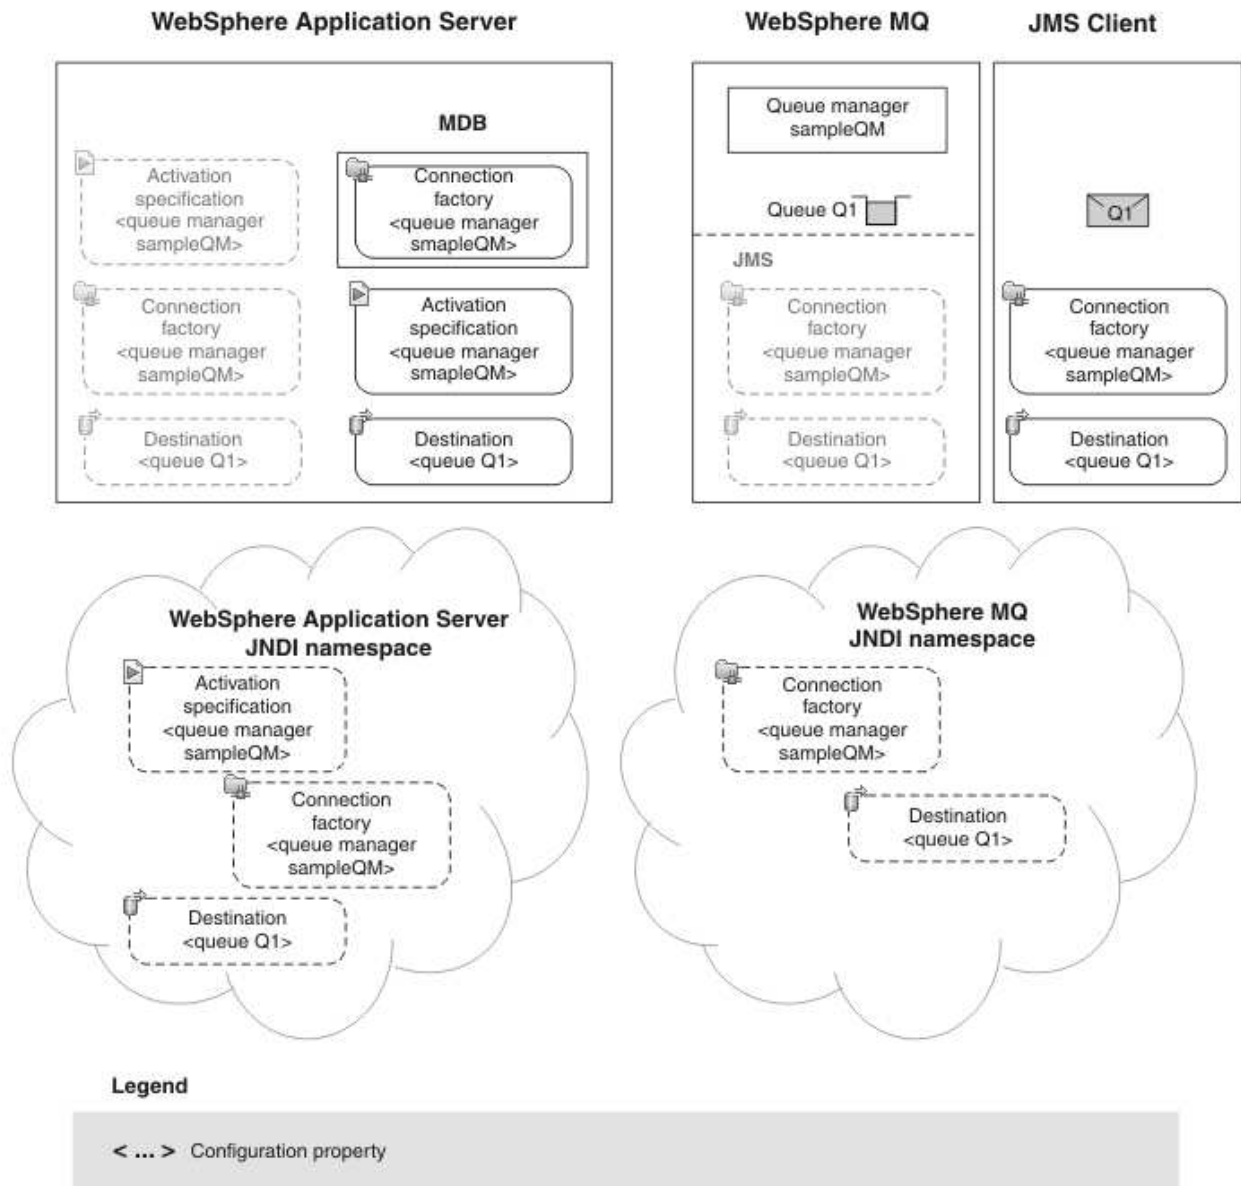 WebSphere Application Server
WebSphere MQ
JMS Client
MDB
Activation
specification
<queue manager
sampleQM>
Connection
factory
<queue manager
smapleQM>
Connection
factory
<queue manager
sampleQM>
Activation
specification
<queue manager
smapleQM>
Destination
<queue Q1>
Destination
<queue Q1>
Queue manager
sampleQM
Queue Q1
JMS
Connection
factory
<queue manager
sampleQM>
Destination
<queue Q1>
Q1
Connection
factory
<queue manager
sampleQM>
Destination
<queue Q1>
WebSphere Application Server
JNDI namespace
Activation
specification
<queue manager
sampleQM>
Connection
factory
<queue manager
sampleQM>
Destination
<queue Q1>
WebSphere MQ
JNDI namespace
Connection
factory
<queue manager
sampleQM>
Destination
<queue Q1>
Legend
< ... > Configuration property